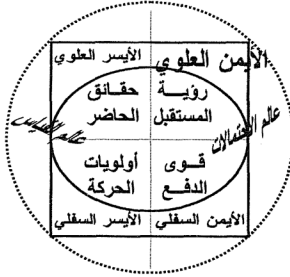 الأيمن العلوي
الأيسر العلوي
رؤية
المستقبل
حقائق
الحاضر
عالم الاحتمالات
عالم القياس
قوى
الدفع
أولويات
الحركة
الأيمن السفلي
الأيسر السفلي